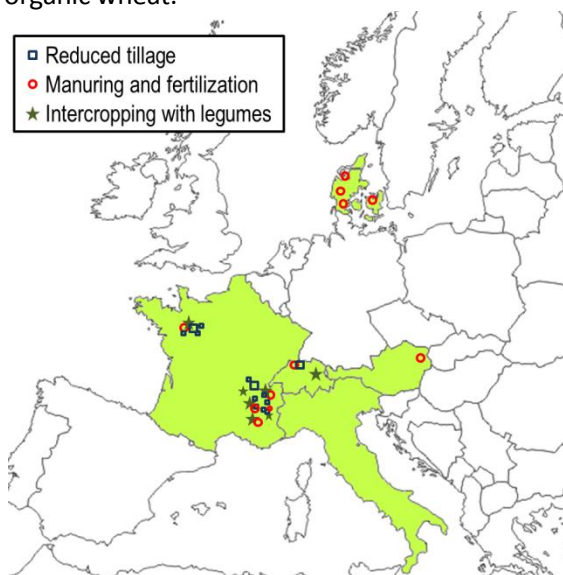 organic wheat.
Reduced tillage
Manuring and fertilization
Intercropping with legumes